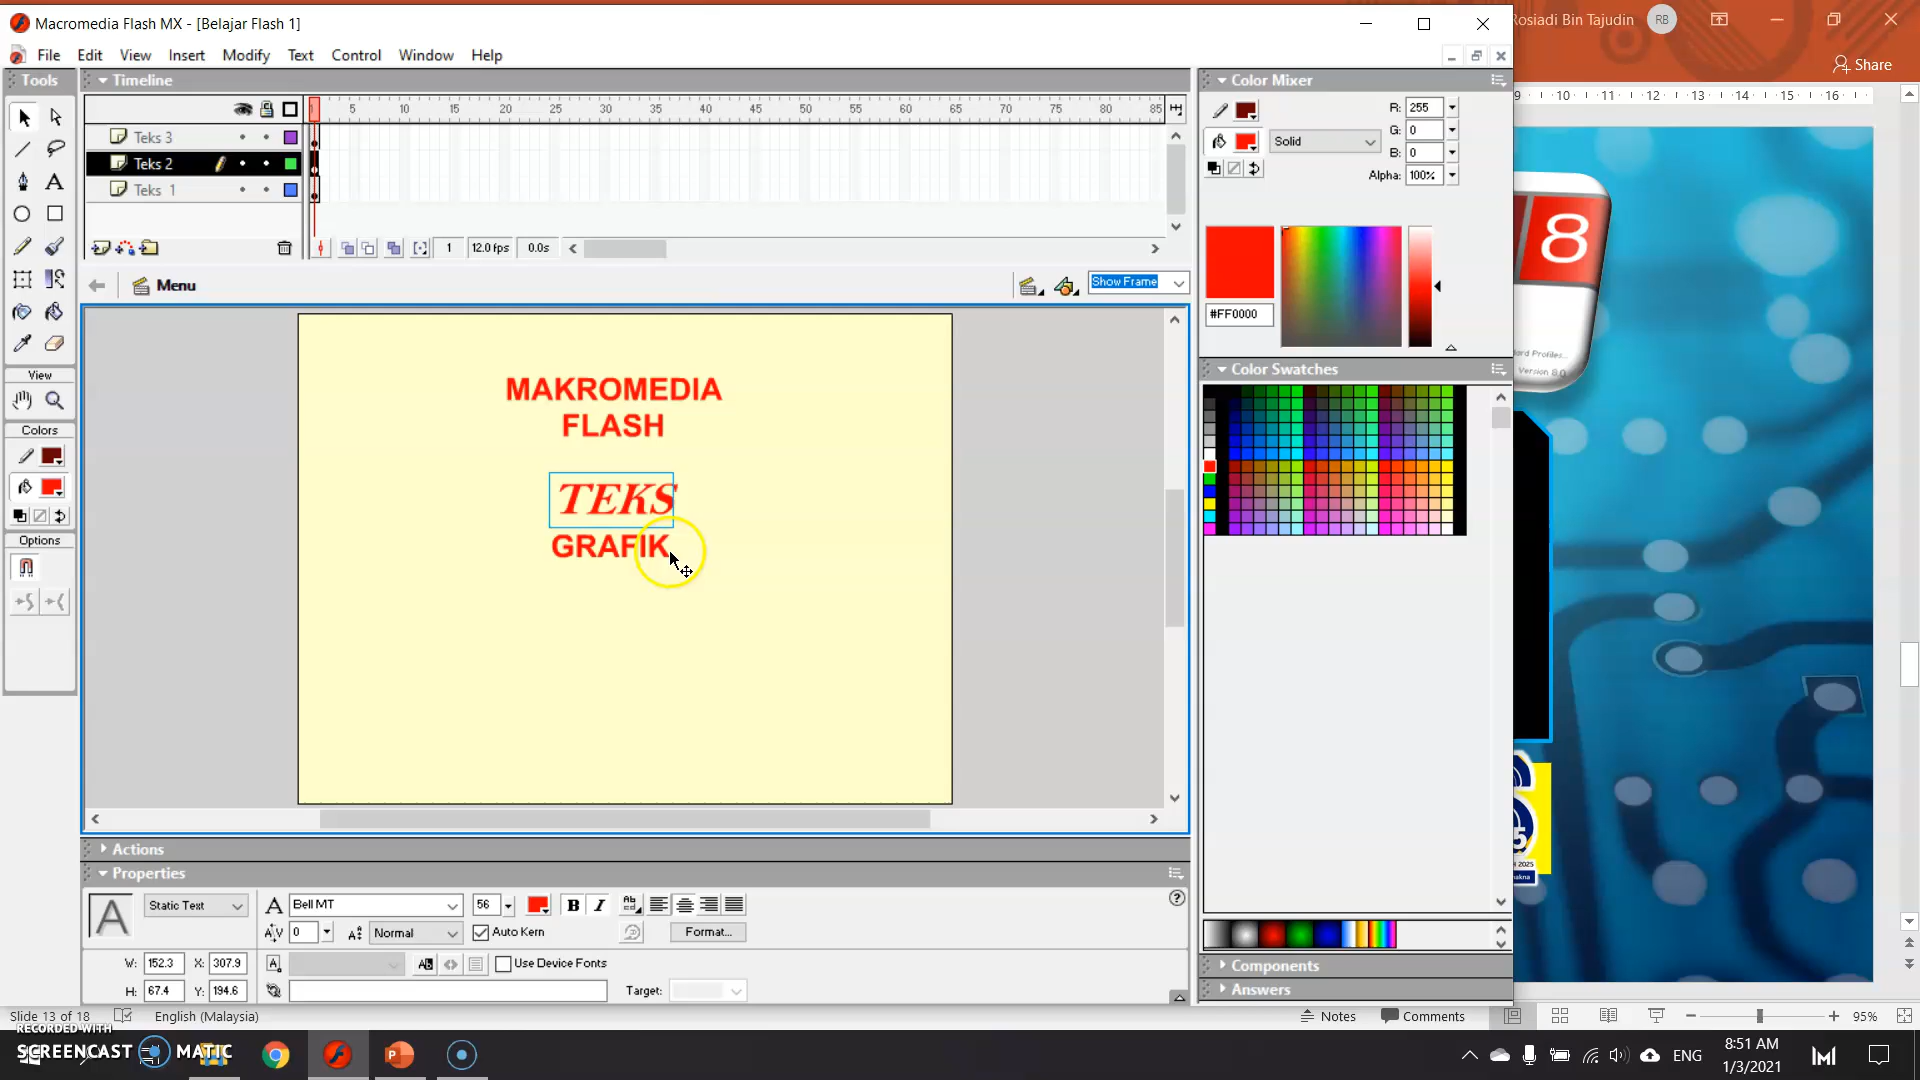 Macromedia Flash MX - [Belajar Flash 1]
Rosiadi Bin Tajudin
RB
File Edit View Insert Modify Text Control Window Help
Share
Tools
Timeline
Color Mixer
9 10 11 12 13 14 15 16
1 5 10 15 20 25 30 35 40 45 50 55 60 65 70 75 80 85
Teks 3
Teks 2
Teks 1
R: 255
G: 0
B: 0
Solid
Alpha: 100%
1 12.0 fps 0.0s
Menu
Show Frame
#FF0000
8
Version 8.0
View
Colors
Options
MAKROMEDIA
FLASH
TEKS
GRAFIK
Color Swatches
Actions
Properties
Static Text
Bell MT
56
B I
0
Normal
Auto Kern
Format...
W: 152.3 X: 307.9
Use Device Fonts
H: 67.4 Y: 194.6
Target:
Components
Answers
Slide 13 of 18
English (Malaysia)
Notes
Comments
95%
RECORDED WITH
SCREENCAST MATIC
ENG
8:51 AM
1/3/2021